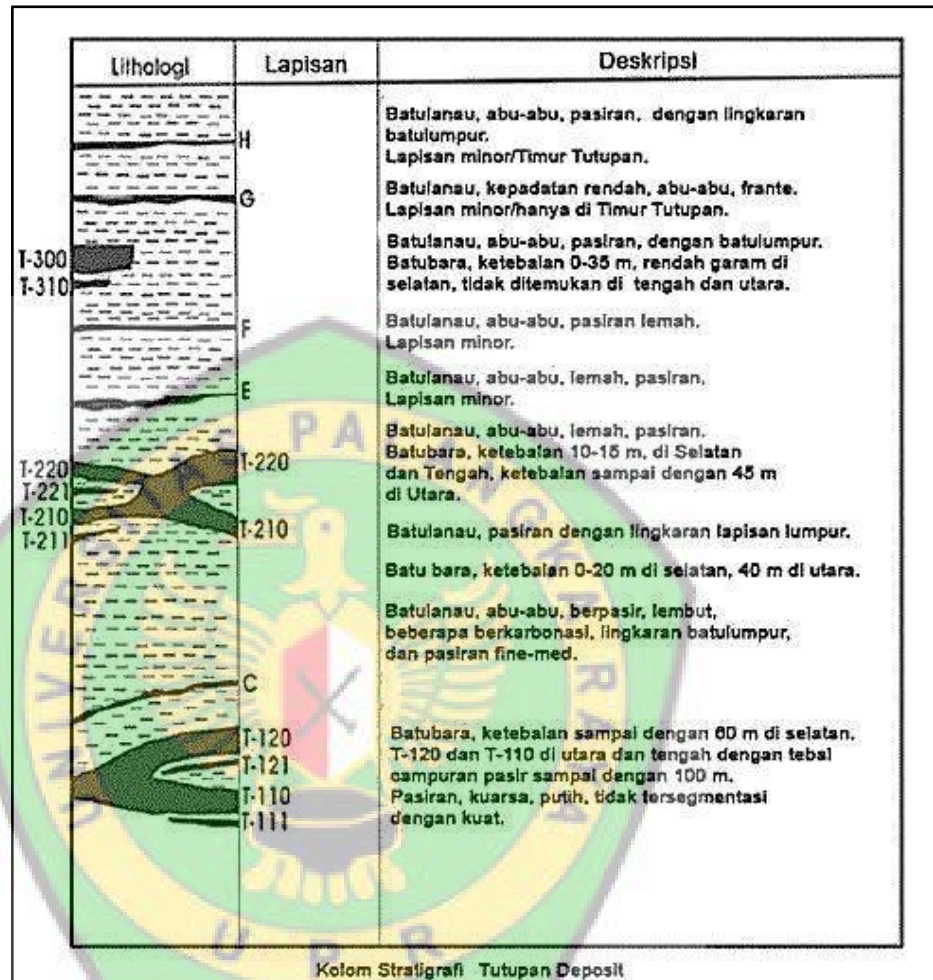 Lithologi Lapisan Deskripsi
Batulanau, abu-abu, pasiran, dengan lingkaran
batulumpur.
H
Lapisan minor/Timur Tutupan.
Batulanau, kepadatan rendah, abu-abu, frante.
G
Lapisan minor/hanya di Timur Tutupan.
Batulanau, abu-abu, pasiran, dengan batulumpur.
T-300
Batubara, ketebalan 0-35 m, rendah garam di
T-310
selatan, tidak ditemukan di tengah dan utara.
Batulanau, abu-abu, pasiran lemah.
F
Lapisan minor.
Batulanau, abu-abu, lemah, pasiran,
E
Lapisan minor.
Batulanau, abu-abu, lemah, pasiran.
T-220 T-220
Batubara, ketebalan 10-15 m, di Selatan
dan Tengah, ketebalan sampai dengan 45 m
T-221
di Utara.
T-210 T-210
T-211
Batulanau, pasiran dengan lingkaran lapisan lumpur.
Batu bara, ketebalan 0-20 m di selatan, 40 m di utara.
Batulanau, abu-abu, berpasir, lembut,
beberapa berkarbonasi, lingkaran batulumpur,
dan pasiran fine-med.
C
T-120
Batubara, ketebalan sampai dengan 60 m di selatan.
T-120 dan T-110 di utara dan tengah dengan tebal
T-121
campuran pasir sampai dengan 100 m.
T-110
Pasiran, kuarsa, putih, tidak tersegmentasi
T-111
dengan kuat.
UNIVERSITAS PALANGKARAYA
UPR
Kolom Stratigrafi Tutupan Deposit